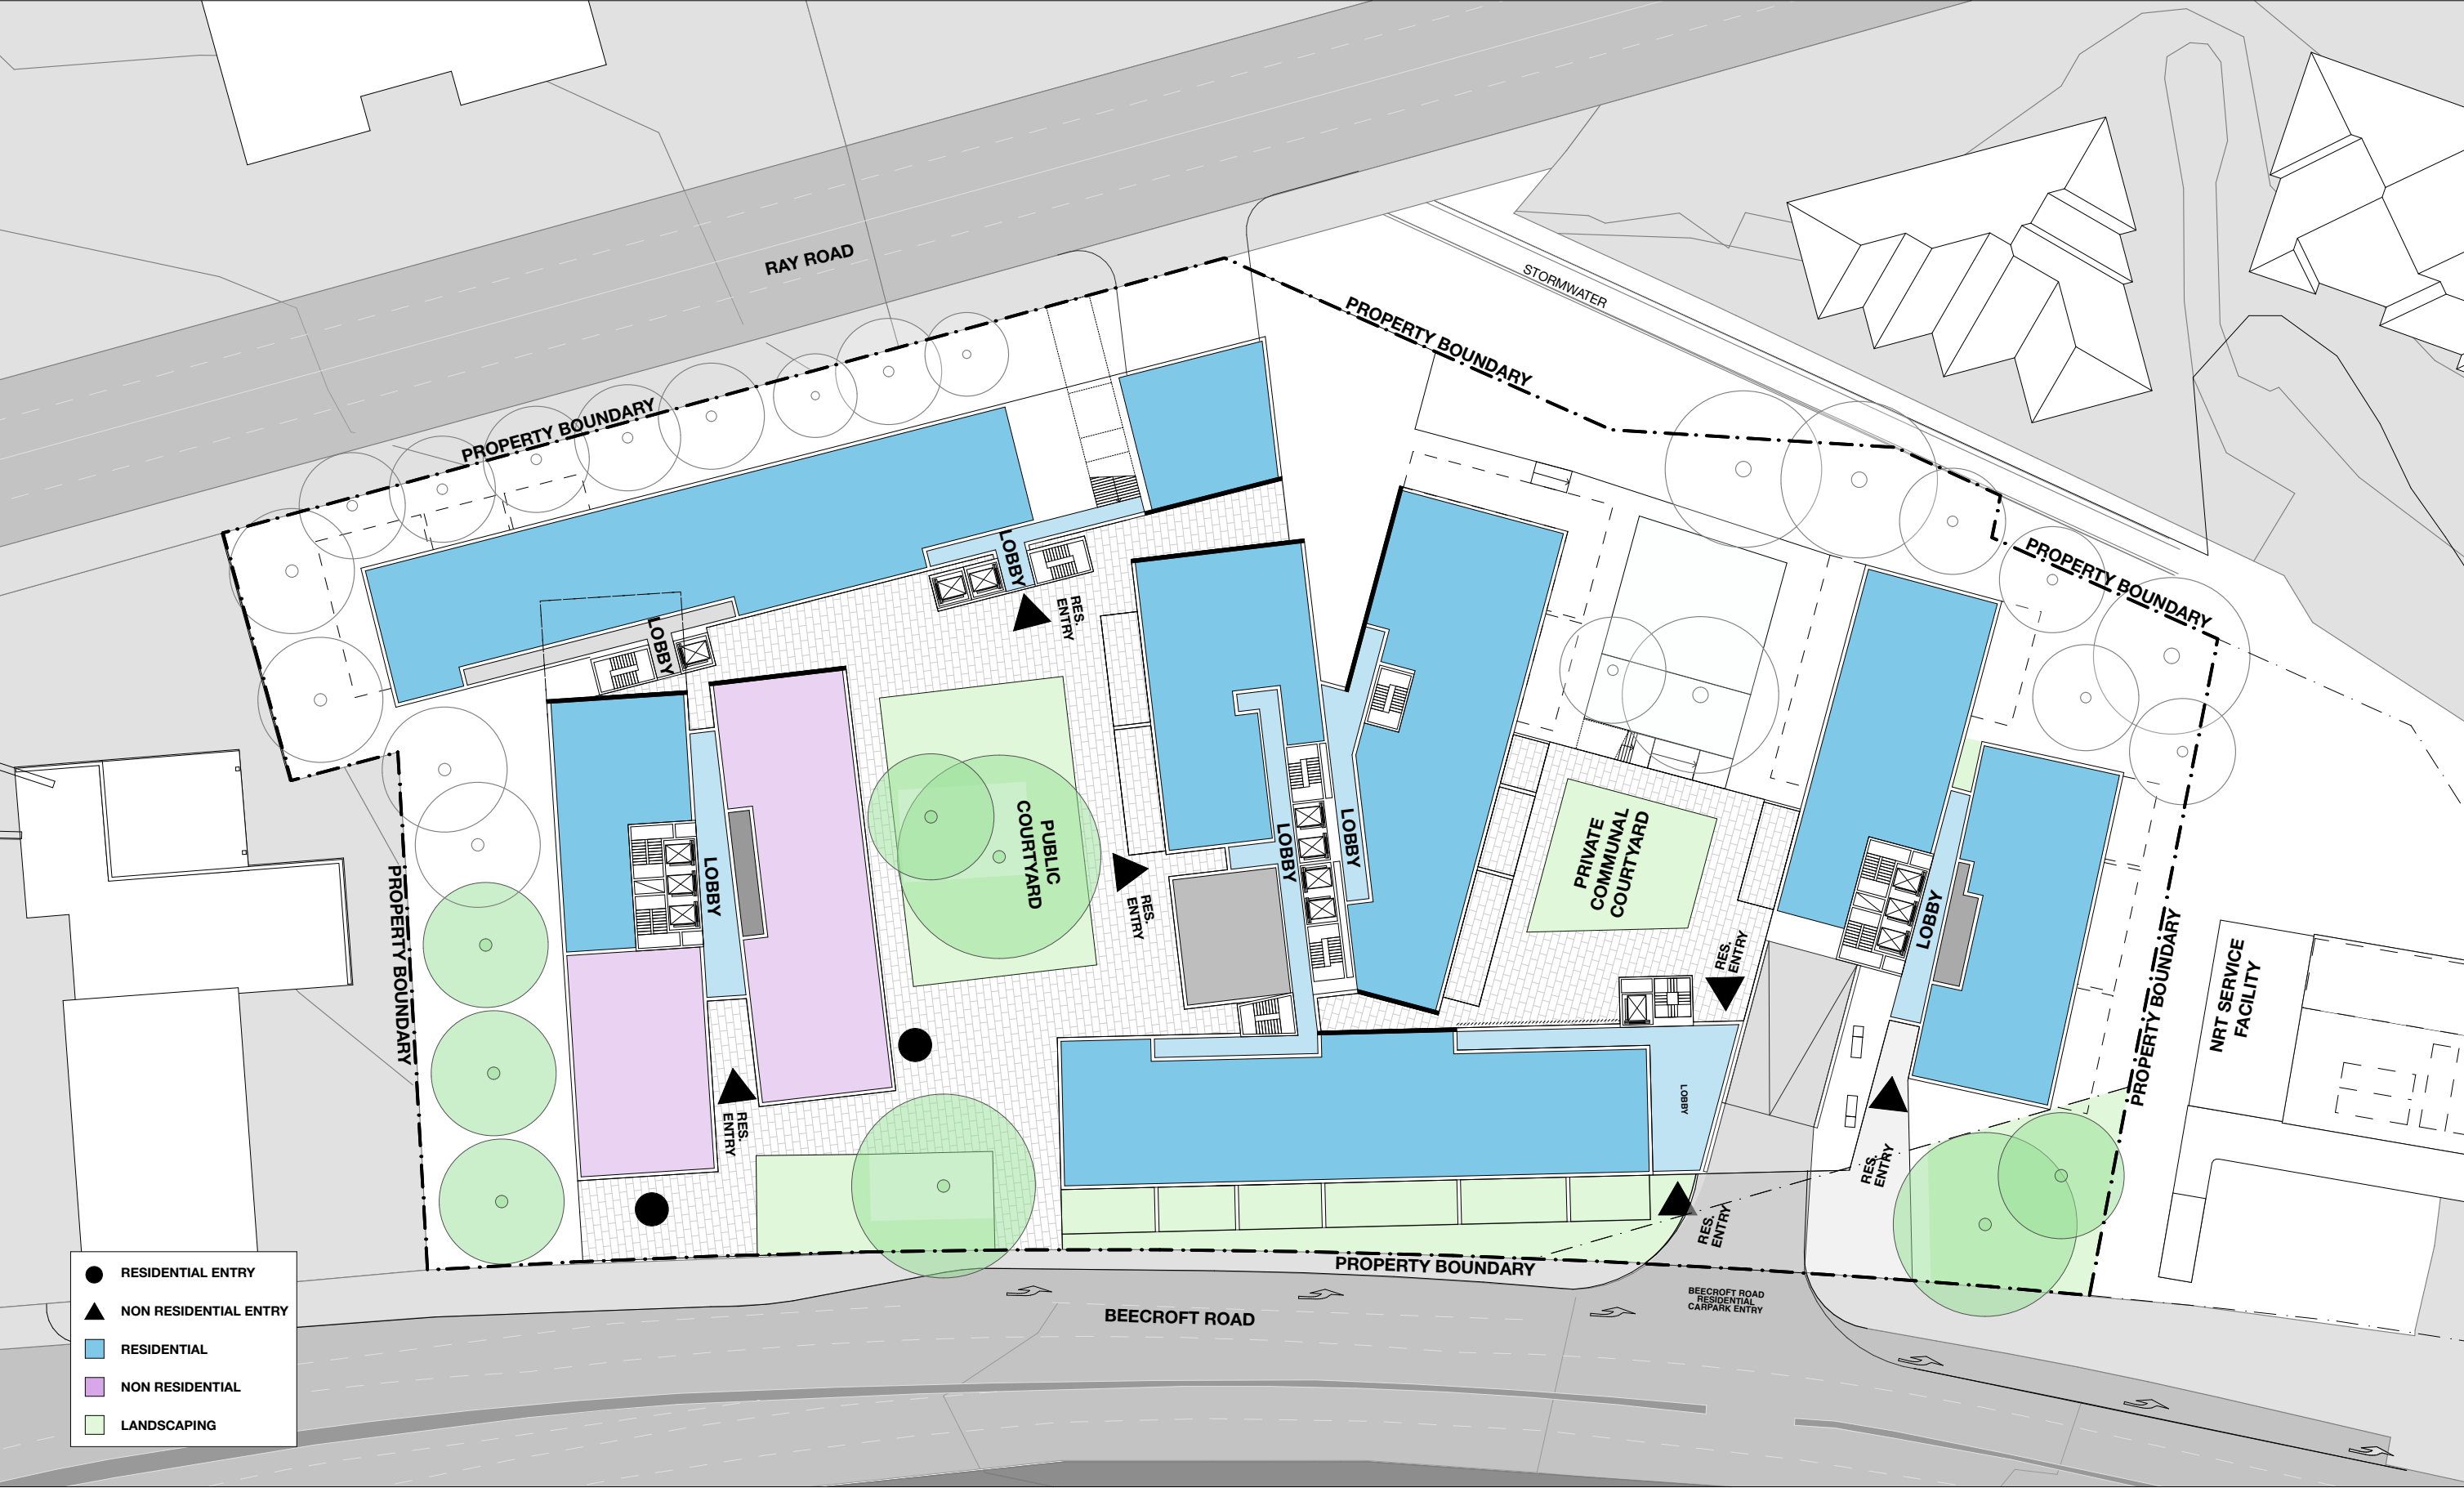 RAY ROAD
STORMWATER
PROPERTY BOUNDARY
PROPERTY BOUNDARY
PROPERTY BOUNDARY
LOBBY
RES.
ENTRY
LOBBY
PUBLIC
COURTYARD
LOBBY
LOBBY
LOBBY
PRIVATE
COMMUNAL
COURTYARD
LOBBY
RES.
ENTRY
RES.
ENTRY
PROPERTY BOUNDARY
PROPERTY BOUNDARY
NRT SERVICE
FACILITY
LOBBY
RES.
ENTRY
RES.
ENTRY
RES.
ENTRY
PROPERTY BOUNDARY
BEECROFT ROAD
RESIDENTIAL
CARPARK ENTRY
BEECROFT ROAD
RESIDENTIAL ENTRY
NON RESIDENTIAL ENTRY
RESIDENTIAL
NON RESIDENTIAL
LANDSCAPING